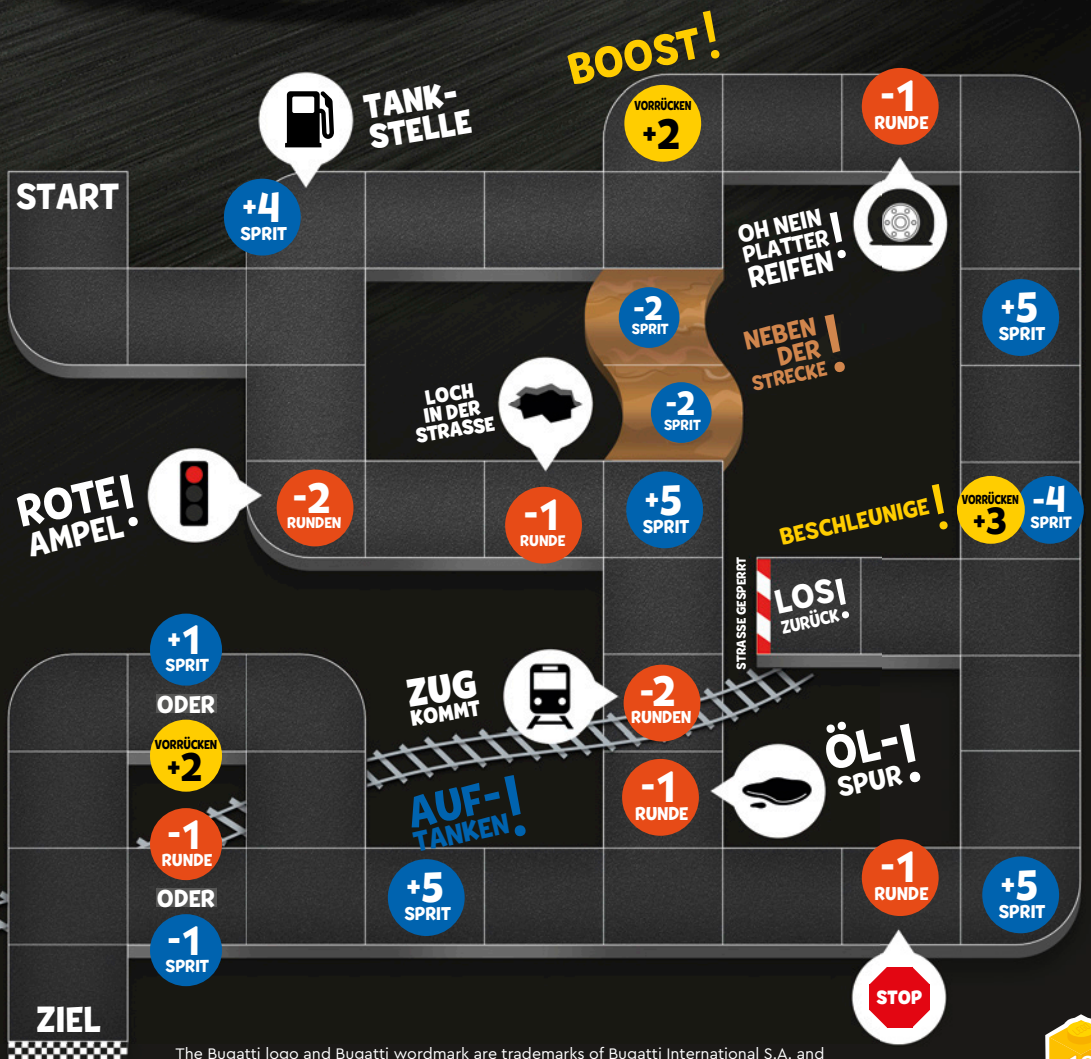 BOOST!
TANK-
STELLE
VORRÜCKEN
+2
-1
RUNDE
START
+4
SPRIT
OH NEIN
PLATTER
REIFEN!
-2
SPRIT
NEBEN
DER
STRECKE!
+5
SPRIT
LOCH
IN DER
STRASSE
-2
SPRIT
ROTE
AMPEL!
-2
RUNDEN
-1
RUNDE
+5
SPRIT
BESCHLEUNIGE!
VORRÜCKEN
+3
-4
SPRIT
STRASSE GESPERRT
LOS!
ZURÜCK.
+1
SPRIT
ODER
VORRÜCKEN
+2
-1
RUNDE
ODER
-1
SPRIT
ZUG
KOMMT
-2
RUNDEN
ÖL-!
SPUR
-1
RUNDE
AUF-!
TANKEN
+5
SPRIT
-1
RUNDE
+5
SPRIT
STOP
ZIEL
The Bugatti logo and Bugatti wordmark are trademarks of Bugatti International S.A. and